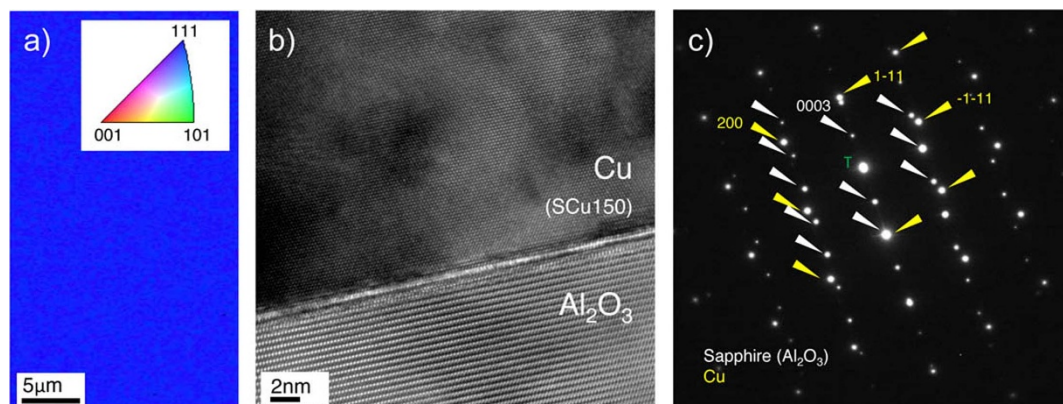 a)
111
001
101
5μm
b)
Cu
(SCu150)
Al2O3
2nm
c)
1-11
0003
-1-11
200
T
Sapphire (Al2O3)
Cu